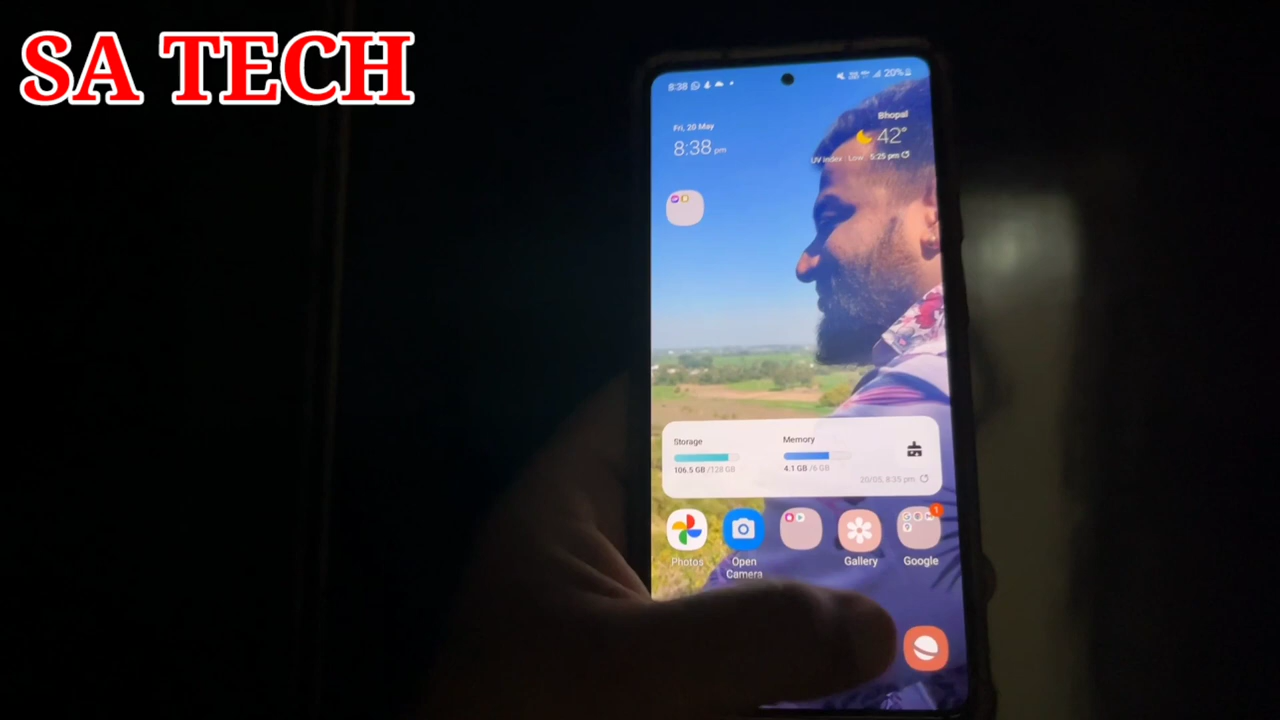 SA TECH
8:38
20%
Fri, 20 May
8:38 pm
Bhopal
42°
UV index · Low
5:25 pm
Storage
106.5 GB /128 GB
Memory
4.1 GB /6 GB
20/05, 8:35 pm
1
Photos
Open
Camera
Gallery
Google